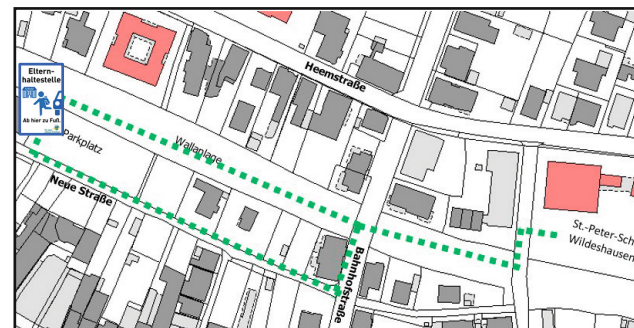 Eltern-
haltestelle
Ab hier zu Fuß.
Heemstraße
Wallanlage
Parkplatz
Neue Straße
Bahnhofstraße
St.-Peter-Sch
Wildeshausen